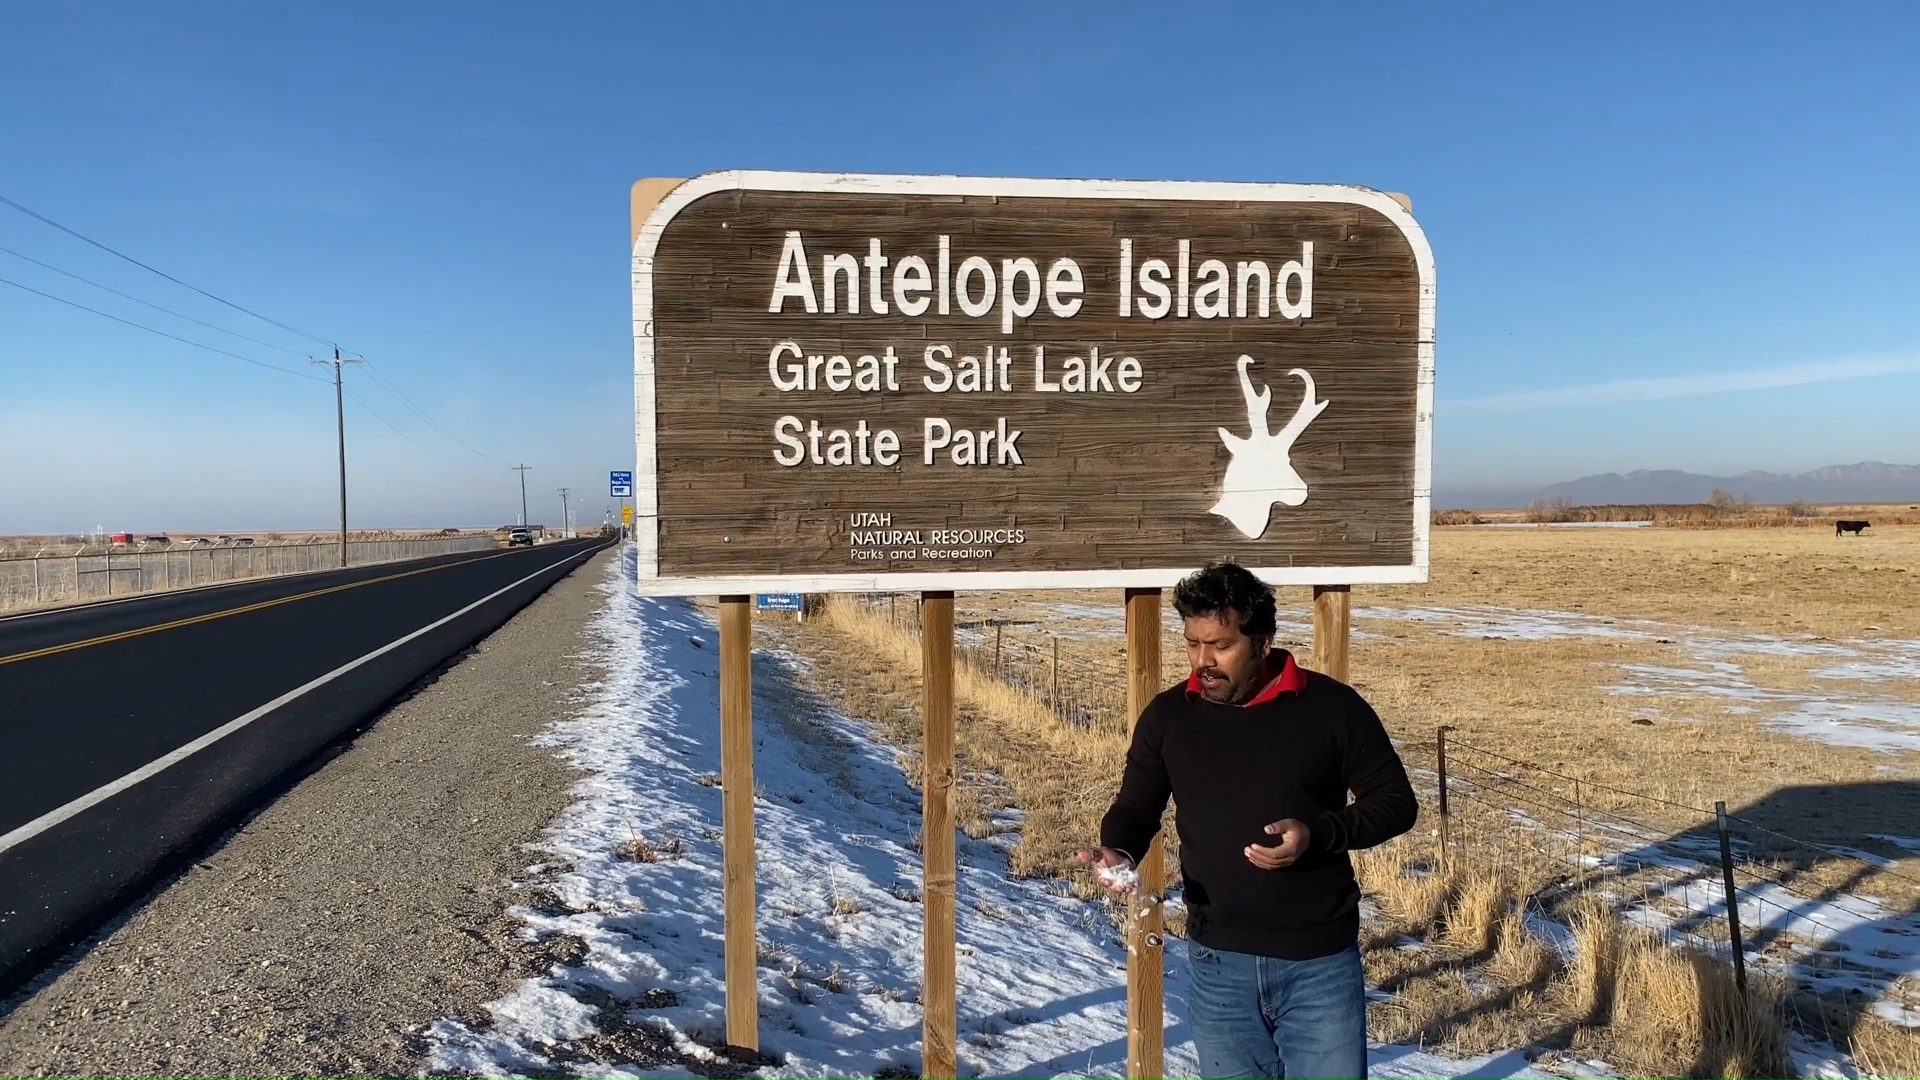 Antelope Island
Great Salt Lake
State Park
UTAH
NATURAL RESOURCES
Parks and Recreation